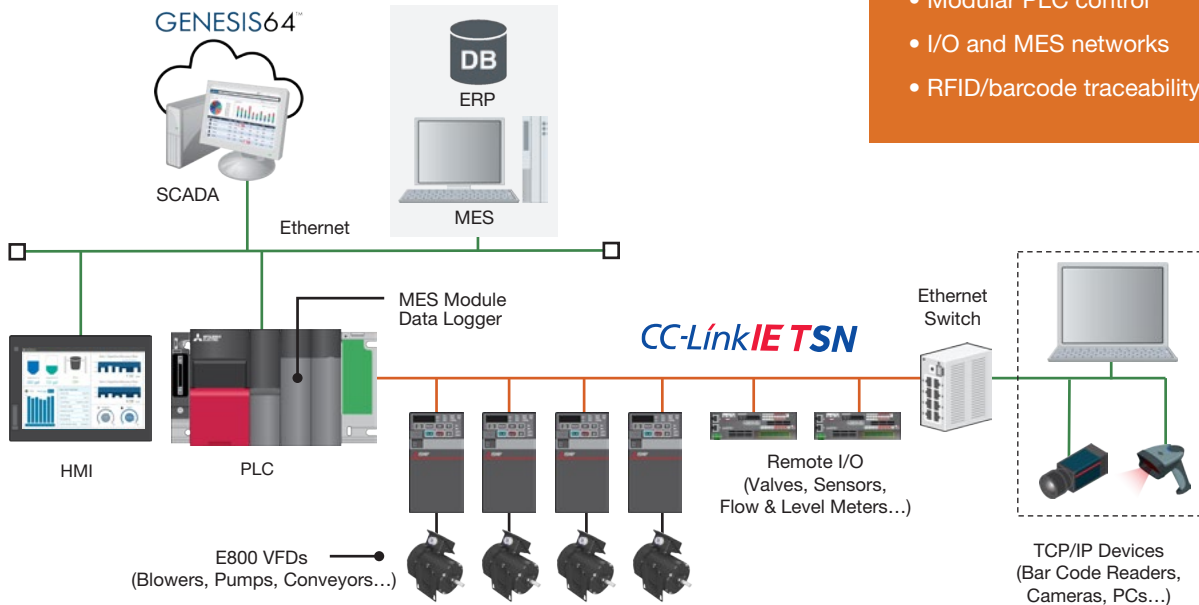 GENESIS64™
• Modular PLC control
• I/O and MES networks
• RFID/barcode traceability
DB
ERP
SCADA
MES
Ethernet
MES Module
Data Logger
CC-Link IE TSN
Ethernet
Switch
HMI
PLC
Remote I/O
(Valves, Sensors,
Flow & Level Meters…)
E800 VFDs
(Blowers, Pumps, Conveyors…)
TCP/IP Devices
(Bar Code Readers,
Cameras, PCs…)